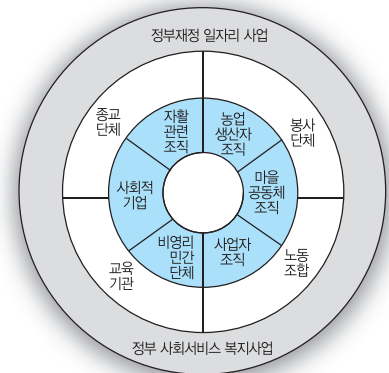 정부재정 일자리 사업
종교
단체
자활
관련
조직
농업
생산자
조직
봉사
단체
사회적
기업
마을
공동체
조직
비영리
민간
단체
사업자
조직
교육
기관
노동
조합
정부 사회서비스 복지사업